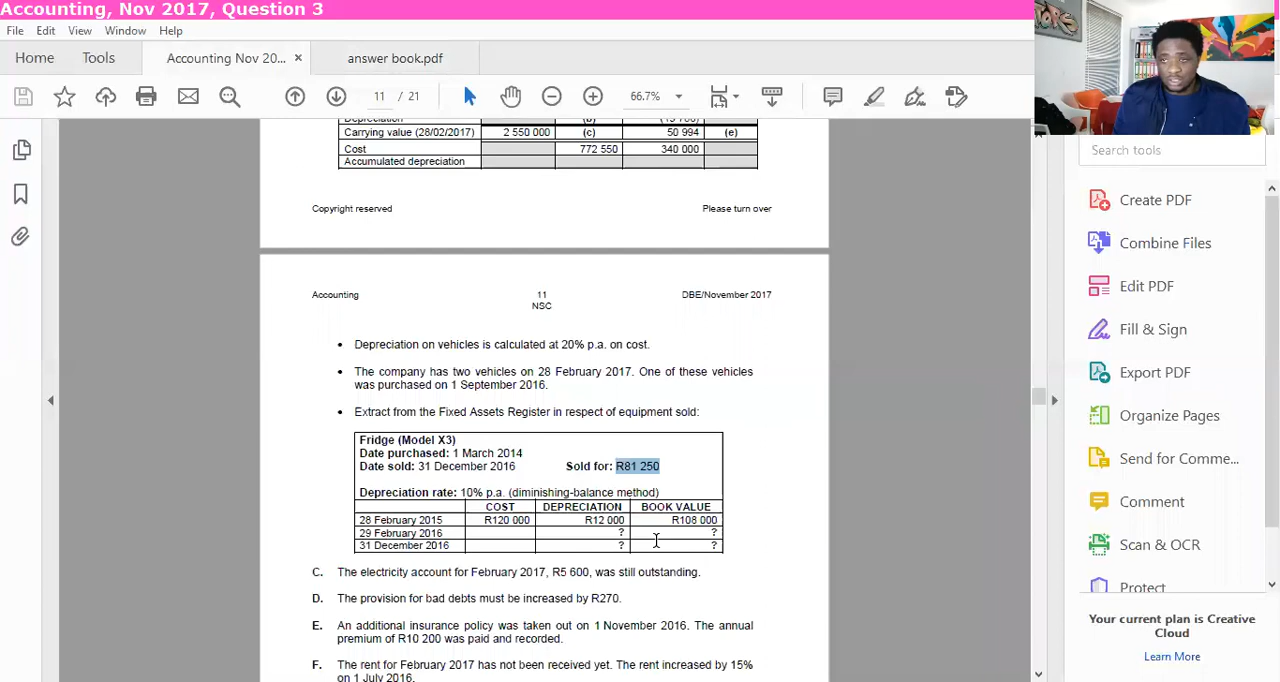 Accounting, Nov 2017, Question 3
File Edit View Window Help
Home Tools Accounting Nov 20... × answer book.pdf
11 / 21 66.7%
Depreciation (b)
Carrying value (28/02/2017) 2 550 000 (c) 50 994 (e)
Cost 772 550 340 000
Accumulated depreciation
Copyright reserved Please turn over
Accounting 11 DBE/November 2017
NSC
• Depreciation on vehicles is calculated at 20% p.a. on cost.
• The company has two vehicles on 28 February 2017. One of these vehicles
was purchased on 1 September 2016.
• Extract from the Fixed Assets Register in respect of equipment sold:
Fridge (Model X3)
Date purchased: 1 March 2014
Date sold: 31 December 2016 Sold for: R81 250
Depreciation rate: 10% p.a. (diminishing-balance method)
COST DEPRECIATION BOOK VALUE
28 February 2015 R120 000 R12 000 R108 000
29 February 2016 ? ?
31 December 2016 ? ?
C. The electricity account for February 2017, R5 600, was still outstanding.
D. The provision for bad debts must be increased by R270.
E. An additional insurance policy was taken out on 1 November 2016. The annual
premium of R10 200 was paid and recorded.
F. The rent for February 2017 has not been received yet. The rent increased by 15%
on 1 July 2016.
Search tools
Create PDF
Combine Files
Edit PDF
Fill & Sign
Export PDF
Organize Pages
Send for Comme...
Comment
Scan & OCR
Protect
Your current plan is Creative
Cloud
Learn More